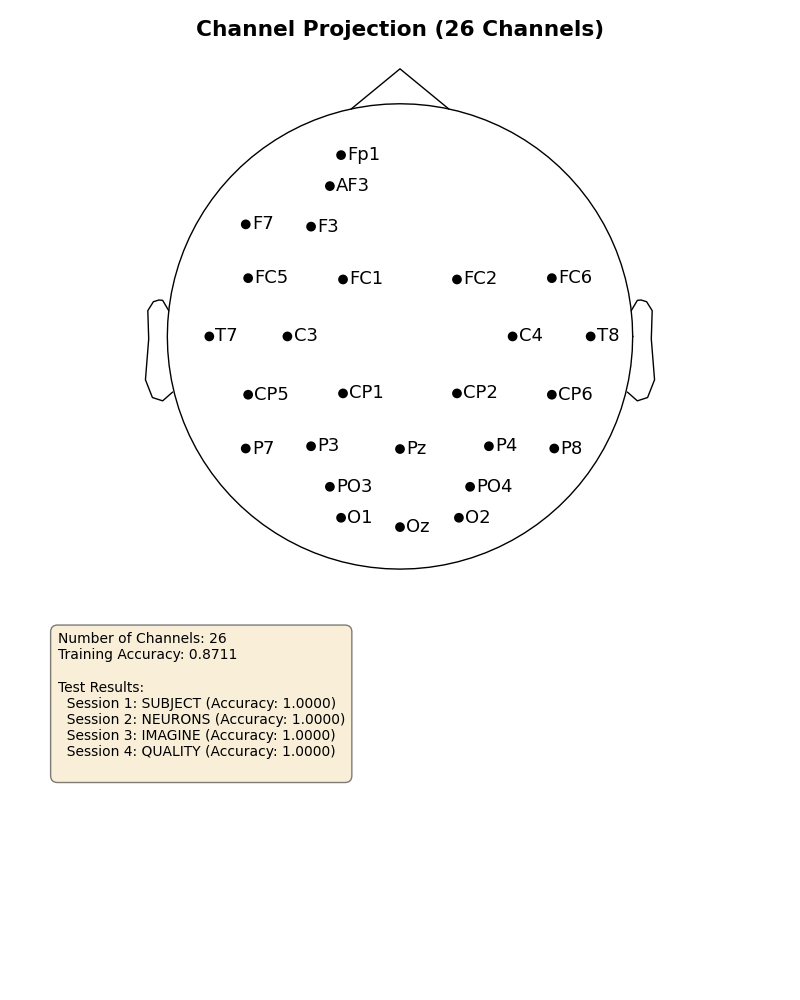 Channel Projection (26 Channels)
Fp1
AF3
F7 F3
FC5 FC1 FC2 FC6
T7 C3 C4 T8
CP5 CP1 CP2 CP6
P7 P3 Pz P4 P8
PO3 PO4
O1 Oz O2
Number of Channels: 26
Training Accuracy: 0.8711
Test Results:
Session 1: SUBJECT (Accuracy: 1.0000)
Session 2: NEURONS (Accuracy: 1.0000)
Session 3: IMAGINE (Accuracy: 1.0000)
Session 4: QUALITY (Accuracy: 1.0000)